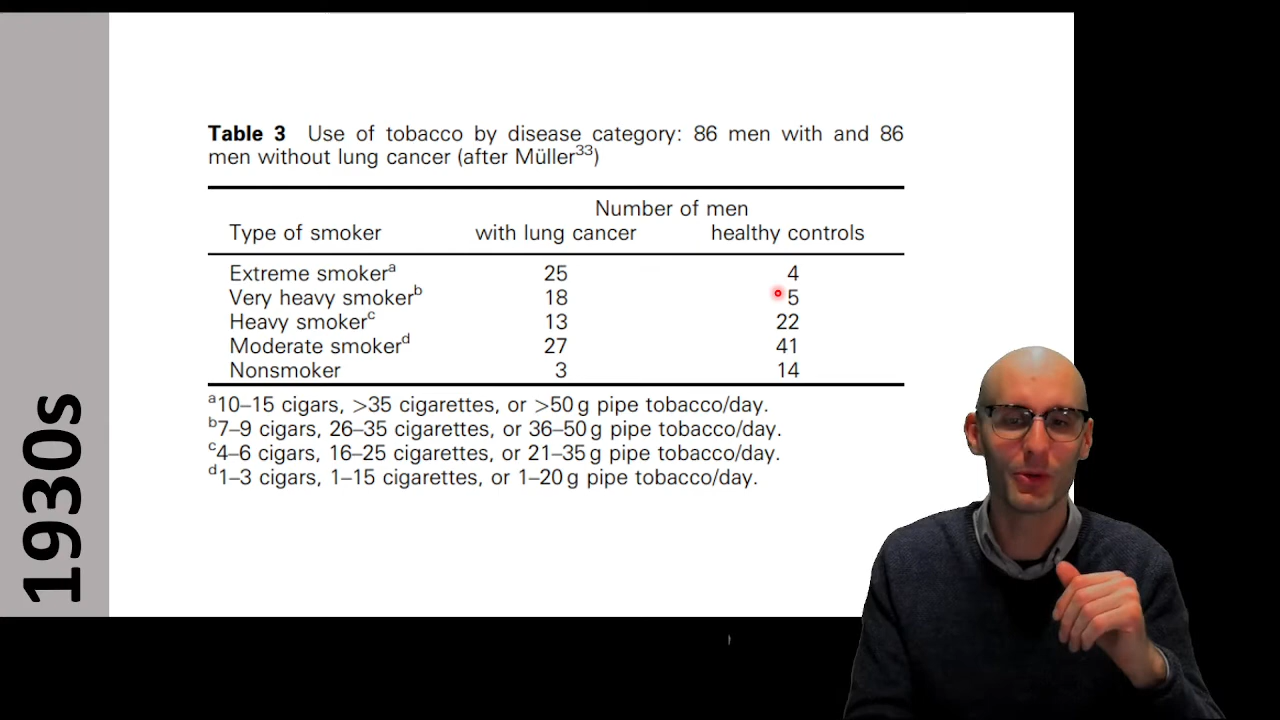 1930s
Table 3 Use of tobacco by disease category: 86 men with and 86
men without lung cancer (after Müller³³)
Number of men
Type of smoker with lung cancer healthy controls
Extreme smokerᵃ 25 4
Very heavy smokerᵇ 18 5
Heavy smokerᶜ 13 22
Moderate smokerᵈ 27 41
Nonsmoker 3 14
ᵃ10–15 cigars, >35 cigarettes, or >50 g pipe tobacco/day.
ᵇ7–9 cigars, 26–35 cigarettes, or 36–50 g pipe tobacco/day.
ᶜ4–6 cigars, 16–25 cigarettes, or 21–35 g pipe tobacco/day.
ᵈ1–3 cigars, 1–15 cigarettes, or 1–20 g pipe tobacco/day.